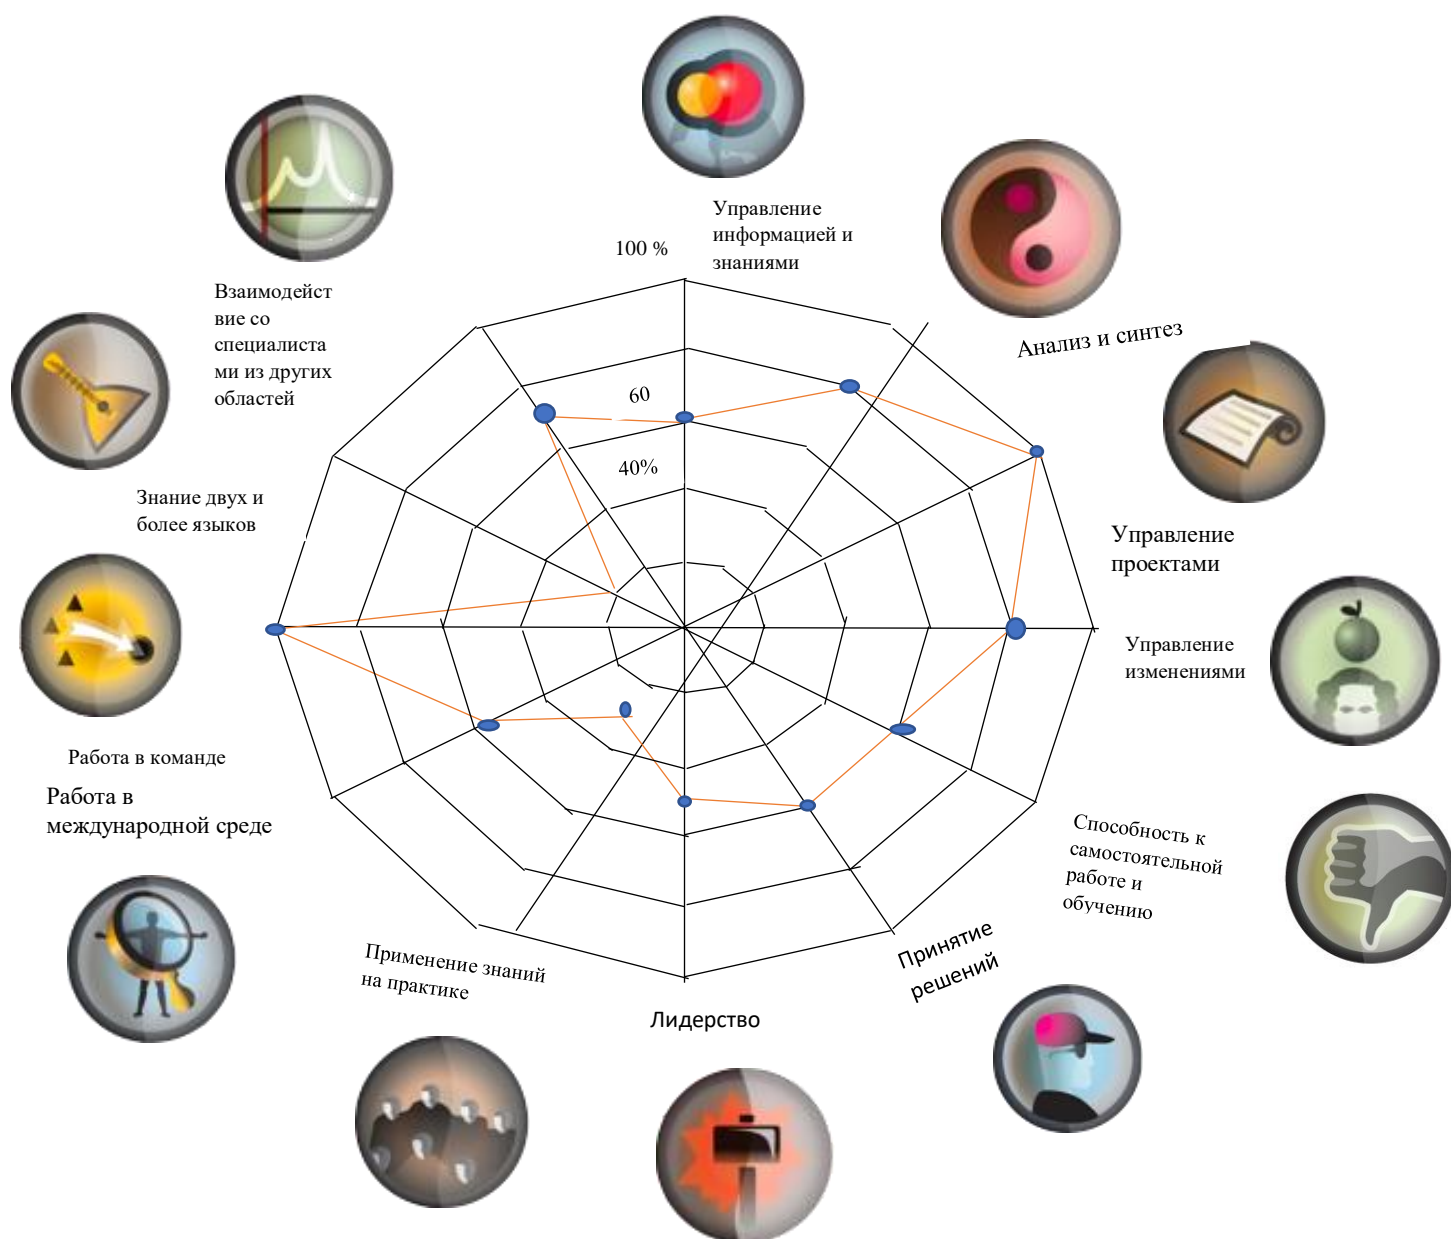 Управление
информацией и
знаниями
100 %
Анализ и синтез
Взаимодейст
вие со
специалиста
ми из других
областей
60
40%
Знание двух и
более языков
Управление
проектами
Управление
изменениями
Работа в команде
Работа в
международной среде
Способность к
самостоятельной
работе и
обучению
Принятие
решений
Применение знаний
на практике
Лидерство